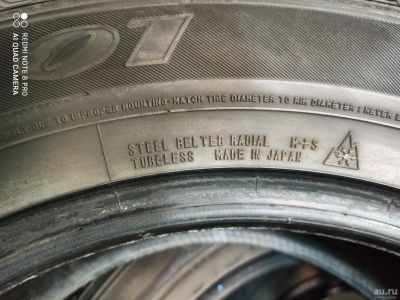 REDMI NOTE 8 PRO
AI QUAD CAMERA
01
DUE TO IMPROPER MOUNTING-MATCH TIRE DIAMETER TO RIM DIAMETER; NEVER
STEEL BELTED RADIAL M+S
TUBELESS MADE IN JAPAN
au.ru